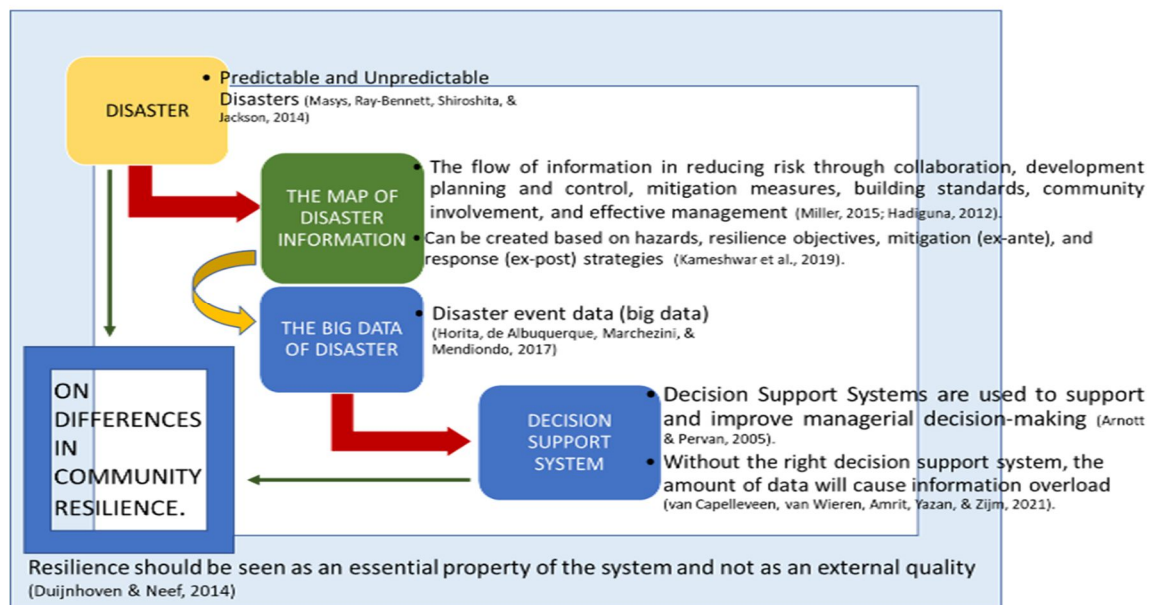 DISASTER
• Predictable and Unpredictable
Disasters (Masys, Ray-Bennett, Shiroshita, &
Jackson, 2014)
THE MAP OF
DISASTER
INFORMATION
• The flow of information in reducing risk through collaboration, development
planning and control, mitigation measures, building standards, community
involvement, and effective management (Miller, 2015; Hadiguna, 2012).
• Can be created based on hazards, resilience objectives, mitigation (ex-ante), and
response (ex-post) strategies (Kameshwar et al., 2019).
THE BIG DATA
OF DISASTER
• Disaster event data (big data)
(Horita, de Albuquerque, Marchezini, &
Mendiondo, 2017)
DECISION
SUPPORT
SYSTEM
• Decision Support Systems are used to support
and improve managerial decision-making (Arnott
& Pervan, 2005).
• Without the right decision support system, the
amount of data will cause information overload
(van Capelleveen, van Wieren, Amrit, Yazan, & Zijm, 2021).
ON
DIFFERENCES
IN
COMMUNITY
RESILIENCE.
Resilience should be seen as an essential property of the system and not as an external quality
(Duijnhoven & Neef, 2014)